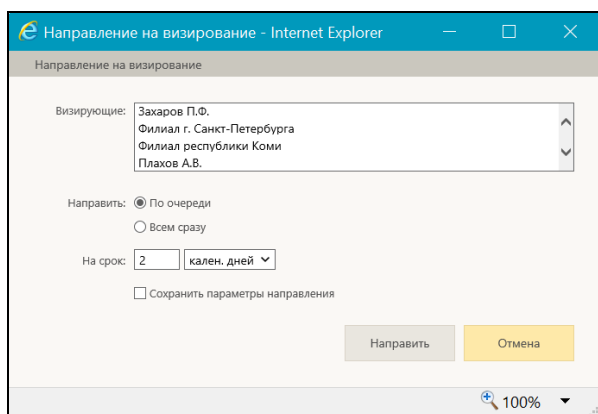 Направление на визирование - Internet Explorer
Направление на визирование
Визирующие: Захаров П.Ф.
Филиал г. Санкт-Петербурга
Филиал республики Коми
Плахов А.В.
Направить: По очереди
Всем сразу
На срок: 2 кален. дней
Сохранить параметры направления
Направить Отмена
100%